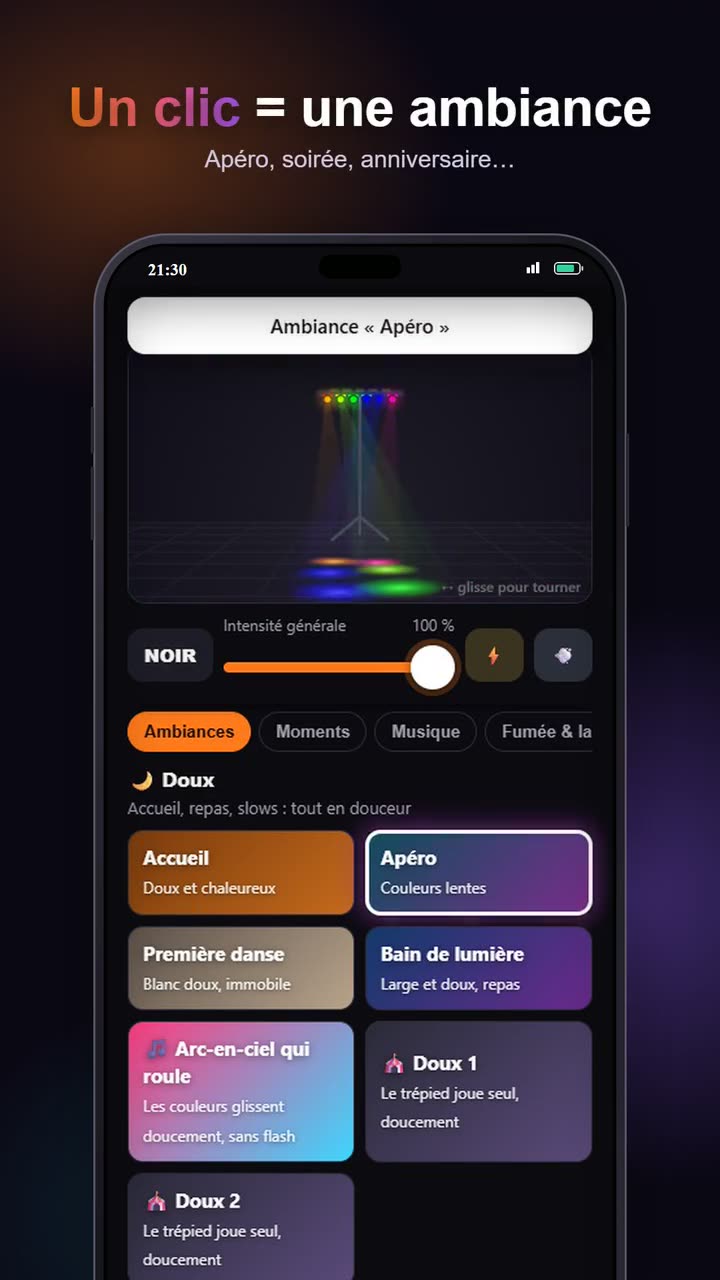 Un clic = une ambiance
Apéro, soirée, anniversaire…
21:30
Ambiance « Apéro »
↔ glisse pour tourner
Intensité générale
100 %
NOIR
Ambiances
Moments
Musique
Fumée & la
🌙 Doux
Accueil, repas, slows : tout en douceur
Accueil
Doux et chaleureux
Apéro
Couleurs lentes
Première danse
Blanc doux, immobile
Bain de lumière
Large et doux, repas
🎵 Arc-en-ciel qui
roule
Les couleurs glissent
doucement, sans flash
🎪 Doux 1
Le trépied joue seul,
doucement
🎪 Doux 2
Le trépied joue seul,
doucement